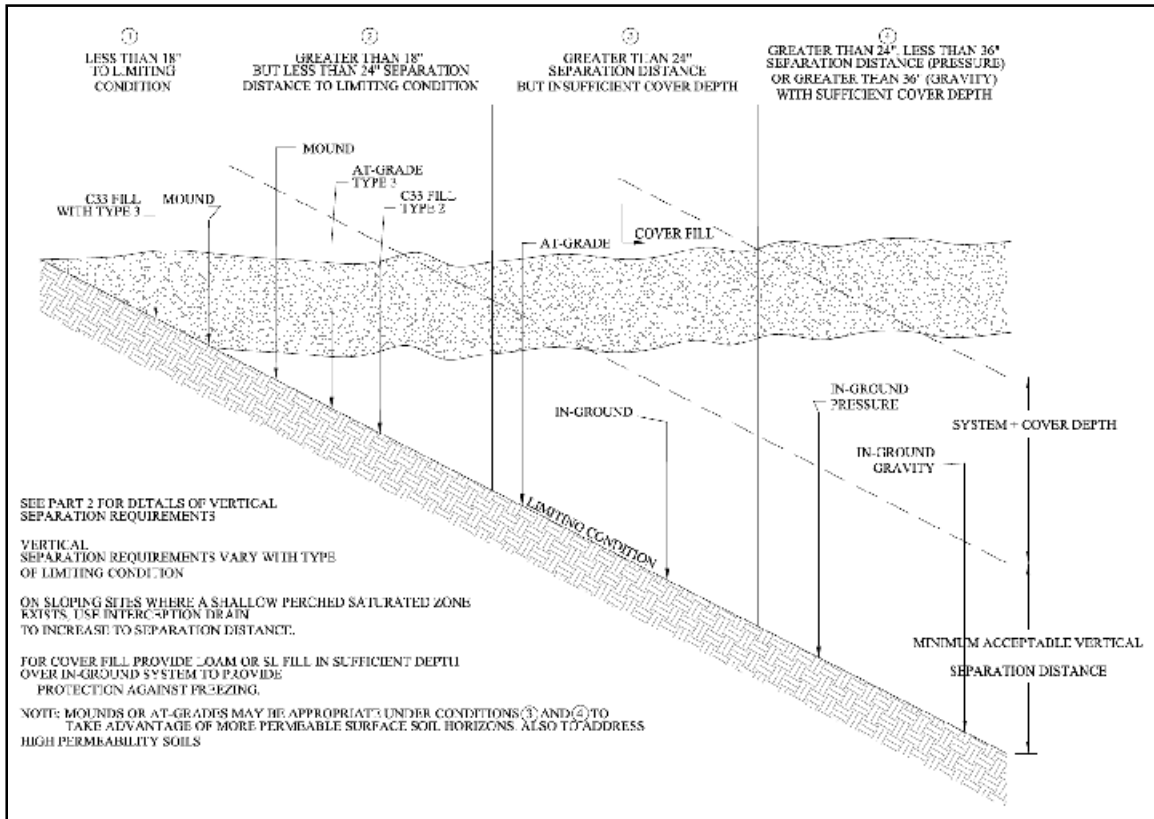 ①
LESS THAN 18"
TO LIMITING
CONDITION
②
GREATER THAN 18"
BUT LESS THAN 24" SEPARATION
DISTANCE TO LIMITING CONDITION
③
GREATER THAN 24"
SEPARATION DISTANCE
BUT INSUFFICIENT COVER DEPTH
④
GREATER THAN 24", LESS THAN 36"
SEPARATION DISTANCE (PRESSURE)
OR GREATER THAN 36" (GRAVITY)
WITH SUFFICIENT COVER DEPTH
MOUND
AT-GRADE
TYPE 3
C33 FILL
TYPE 2
C33 FILL
WITH TYPE 3
MOUND
AT-GRADE
COVER FILL
IN-GROUND
IN-GROUND
PRESSURE
IN-GROUND
GRAVITY
SYSTEM + COVER DEPTH
LIMITING CONDITION
MINIMUM ACCEPTABLE VERTICAL
SEPARATION DISTANCE
SEE PART 2 FOR DETAILS OF VERTICAL
SEPARATION REQUIREMENTS
VERTICAL
SEPARATION REQUIREMENTS VARY WITH TYPE
OF LIMITING CONDITION
ON SLOPING SITES WHERE A SHALLOW PERCHED SATURATED ZONE
EXISTS, USE INTERCEPTION DRAIN
TO INCREASE TO SEPARATION DISTANCE.
FOR COVER FILL PROVIDE LOAM OR SL FILL IN SUFFICIENT DEPTH
OVER IN-GROUND SYSTEM TO PROVIDE
PROTECTION AGAINST FREEZING.
NOTE: MOUNDS OR AT-GRADES MAY BE APPROPRIATE UNDER CONDITIONS ③ AND ④ TO
TAKE ADVANTAGE OF MORE PERMEABLE SURFACE SOIL HORIZONS. ALSO TO ADDRESS
HIGH PERMEABILITY SOILS